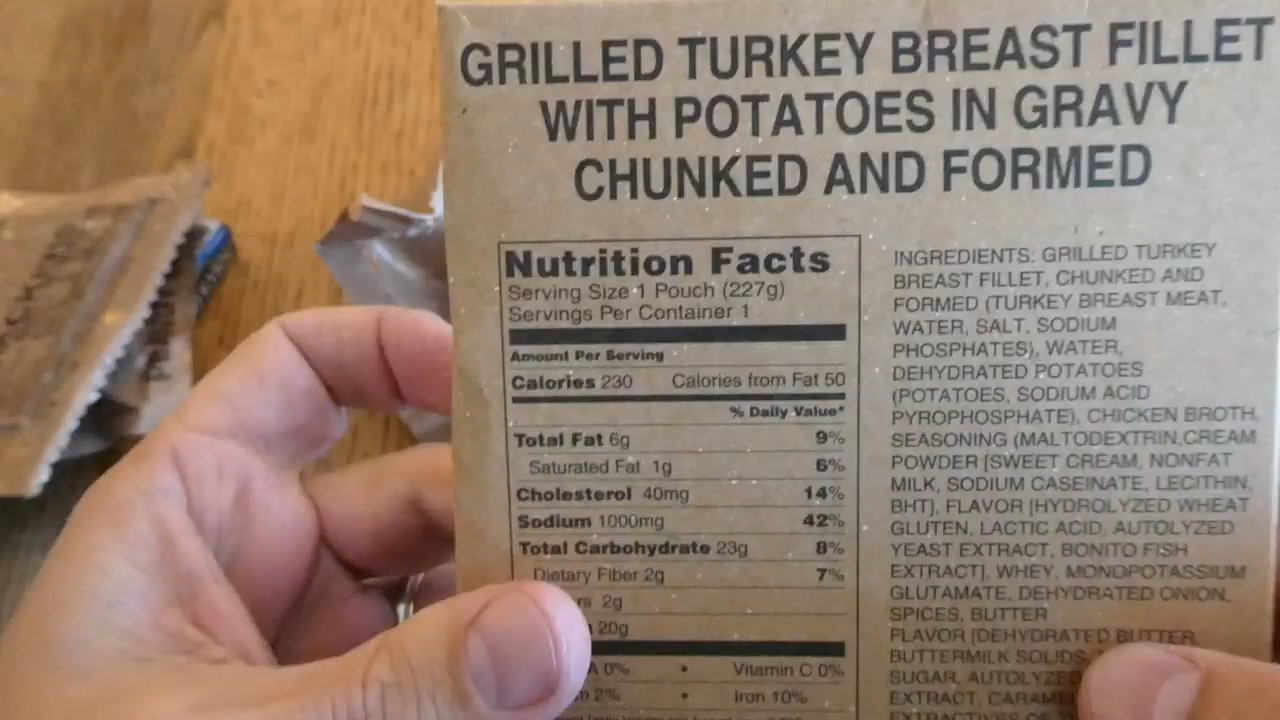 GRILLED TURKEY BREAST FILLET
WITH POTATOES IN GRAVY
CHUNKED AND FORMED
Nutrition Facts
Serving Size 1 Pouch (227g)
Servings Per Container 1
Amount Per Serving
Calories 230 Calories from Fat 50
% Daily Value*
Total Fat 6g 9%
Saturated Fat 1g 6%
Cholesterol 40mg 14%
Sodium 1000mg 42%
Total Carbohydrate 23g 8%
Dietary Fiber 2g 7%
2g
20g
A 0% • Vitamin C 0%
2% • Iron 10%
INGREDIENTS: GRILLED TURKEY
BREAST FILLET, CHUNKED AND
FORMED (TURKEY BREAST MEAT,
WATER, SALT, SODIUM
PHOSPHATES), WATER,
DEHYDRATED POTATOES
(POTATOES, SODIUM ACID
PYROPHOSPHATE), CHICKEN BROTH,
SEASONING (MALTODEXTRIN,CREAM
POWDER [SWEET CREAM, NONFAT
MILK, SODIUM CASEINATE, LECITHIN,
BHT], FLAVOR [HYDROLYZED WHEAT
GLUTEN, LACTIC ACID, AUTOLYZED
YEAST EXTRACT, BONITO FISH
EXTRACT], WHEY, MONOPOTASSIUM
GLUTAMATE, DEHYDRATED ONION,
SPICES, BUTTER
FLAVOR [DEHYDRATED BUTTER,
BUTTERMILK SOLIDS,
SUGAR, AUTOLYZED
EXTRACT, CARAMEL